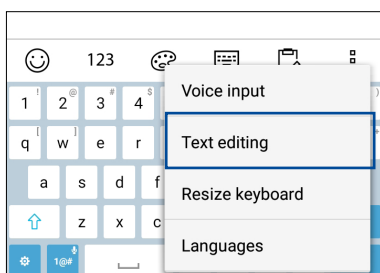 123
1 ! 2 @ 3 # 4 $ )
Voice input
q [ w ] e r
Text editing
a s d f
Resize keyboard
z x c
1@#
Languages